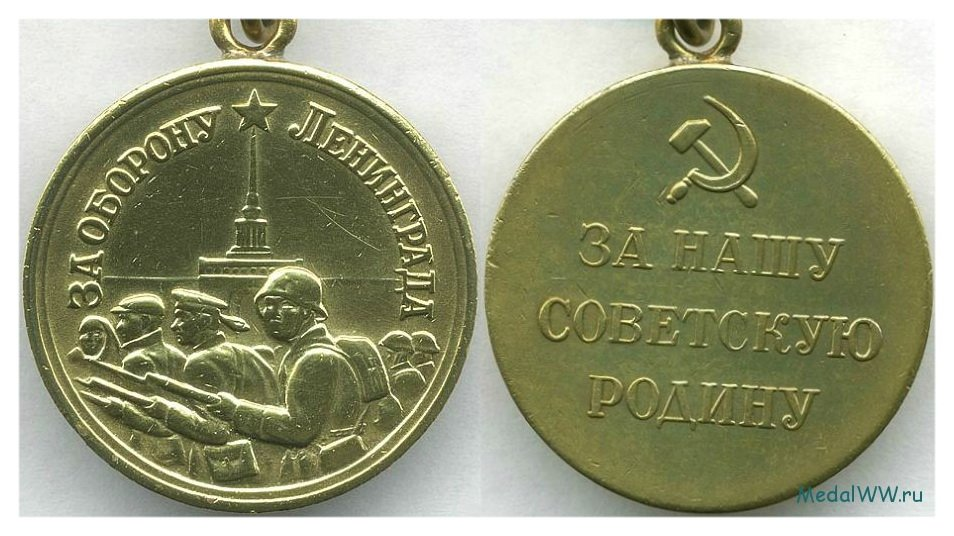 ЗА ОБОРОНУ ЛЕНИНГРАДА
ЗА НАШУ
СОВЕТСКУЮ
РОДИНУ
MedalWW.ru